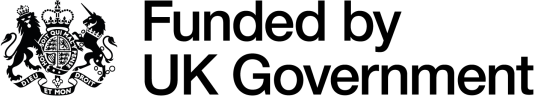 Funded by
UK Government
DIEU ET MON DROIT